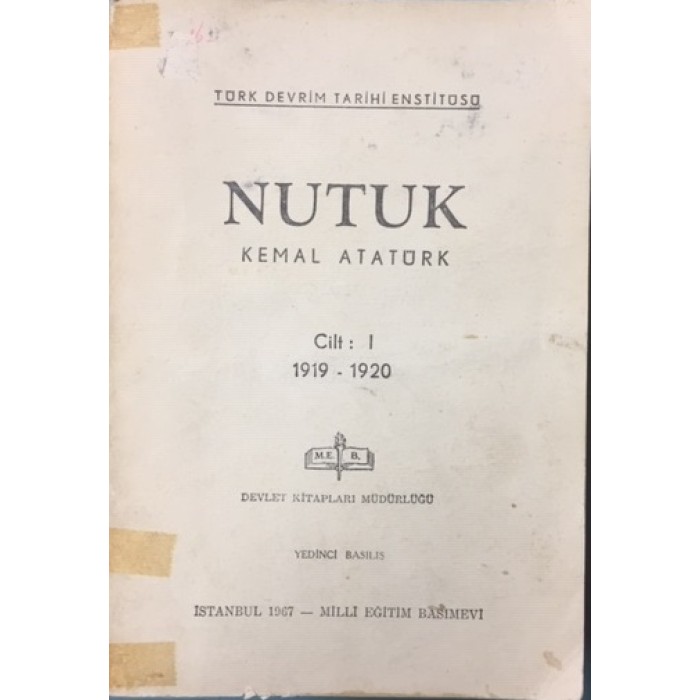 TÜRK DEVRİM TARİHİ ENSTİTÜSÜ
NUTUK
KEMAL ATATÜRK
Cilt : I
1919 - 1920
M.E. B.
DEVLET KİTAPLARI MÜDÜRLÜĞÜ
YEDİNCİ BASILIŞ
İSTANBUL 1967 — MİLLÎ EĞİTİM BASIMEVİ